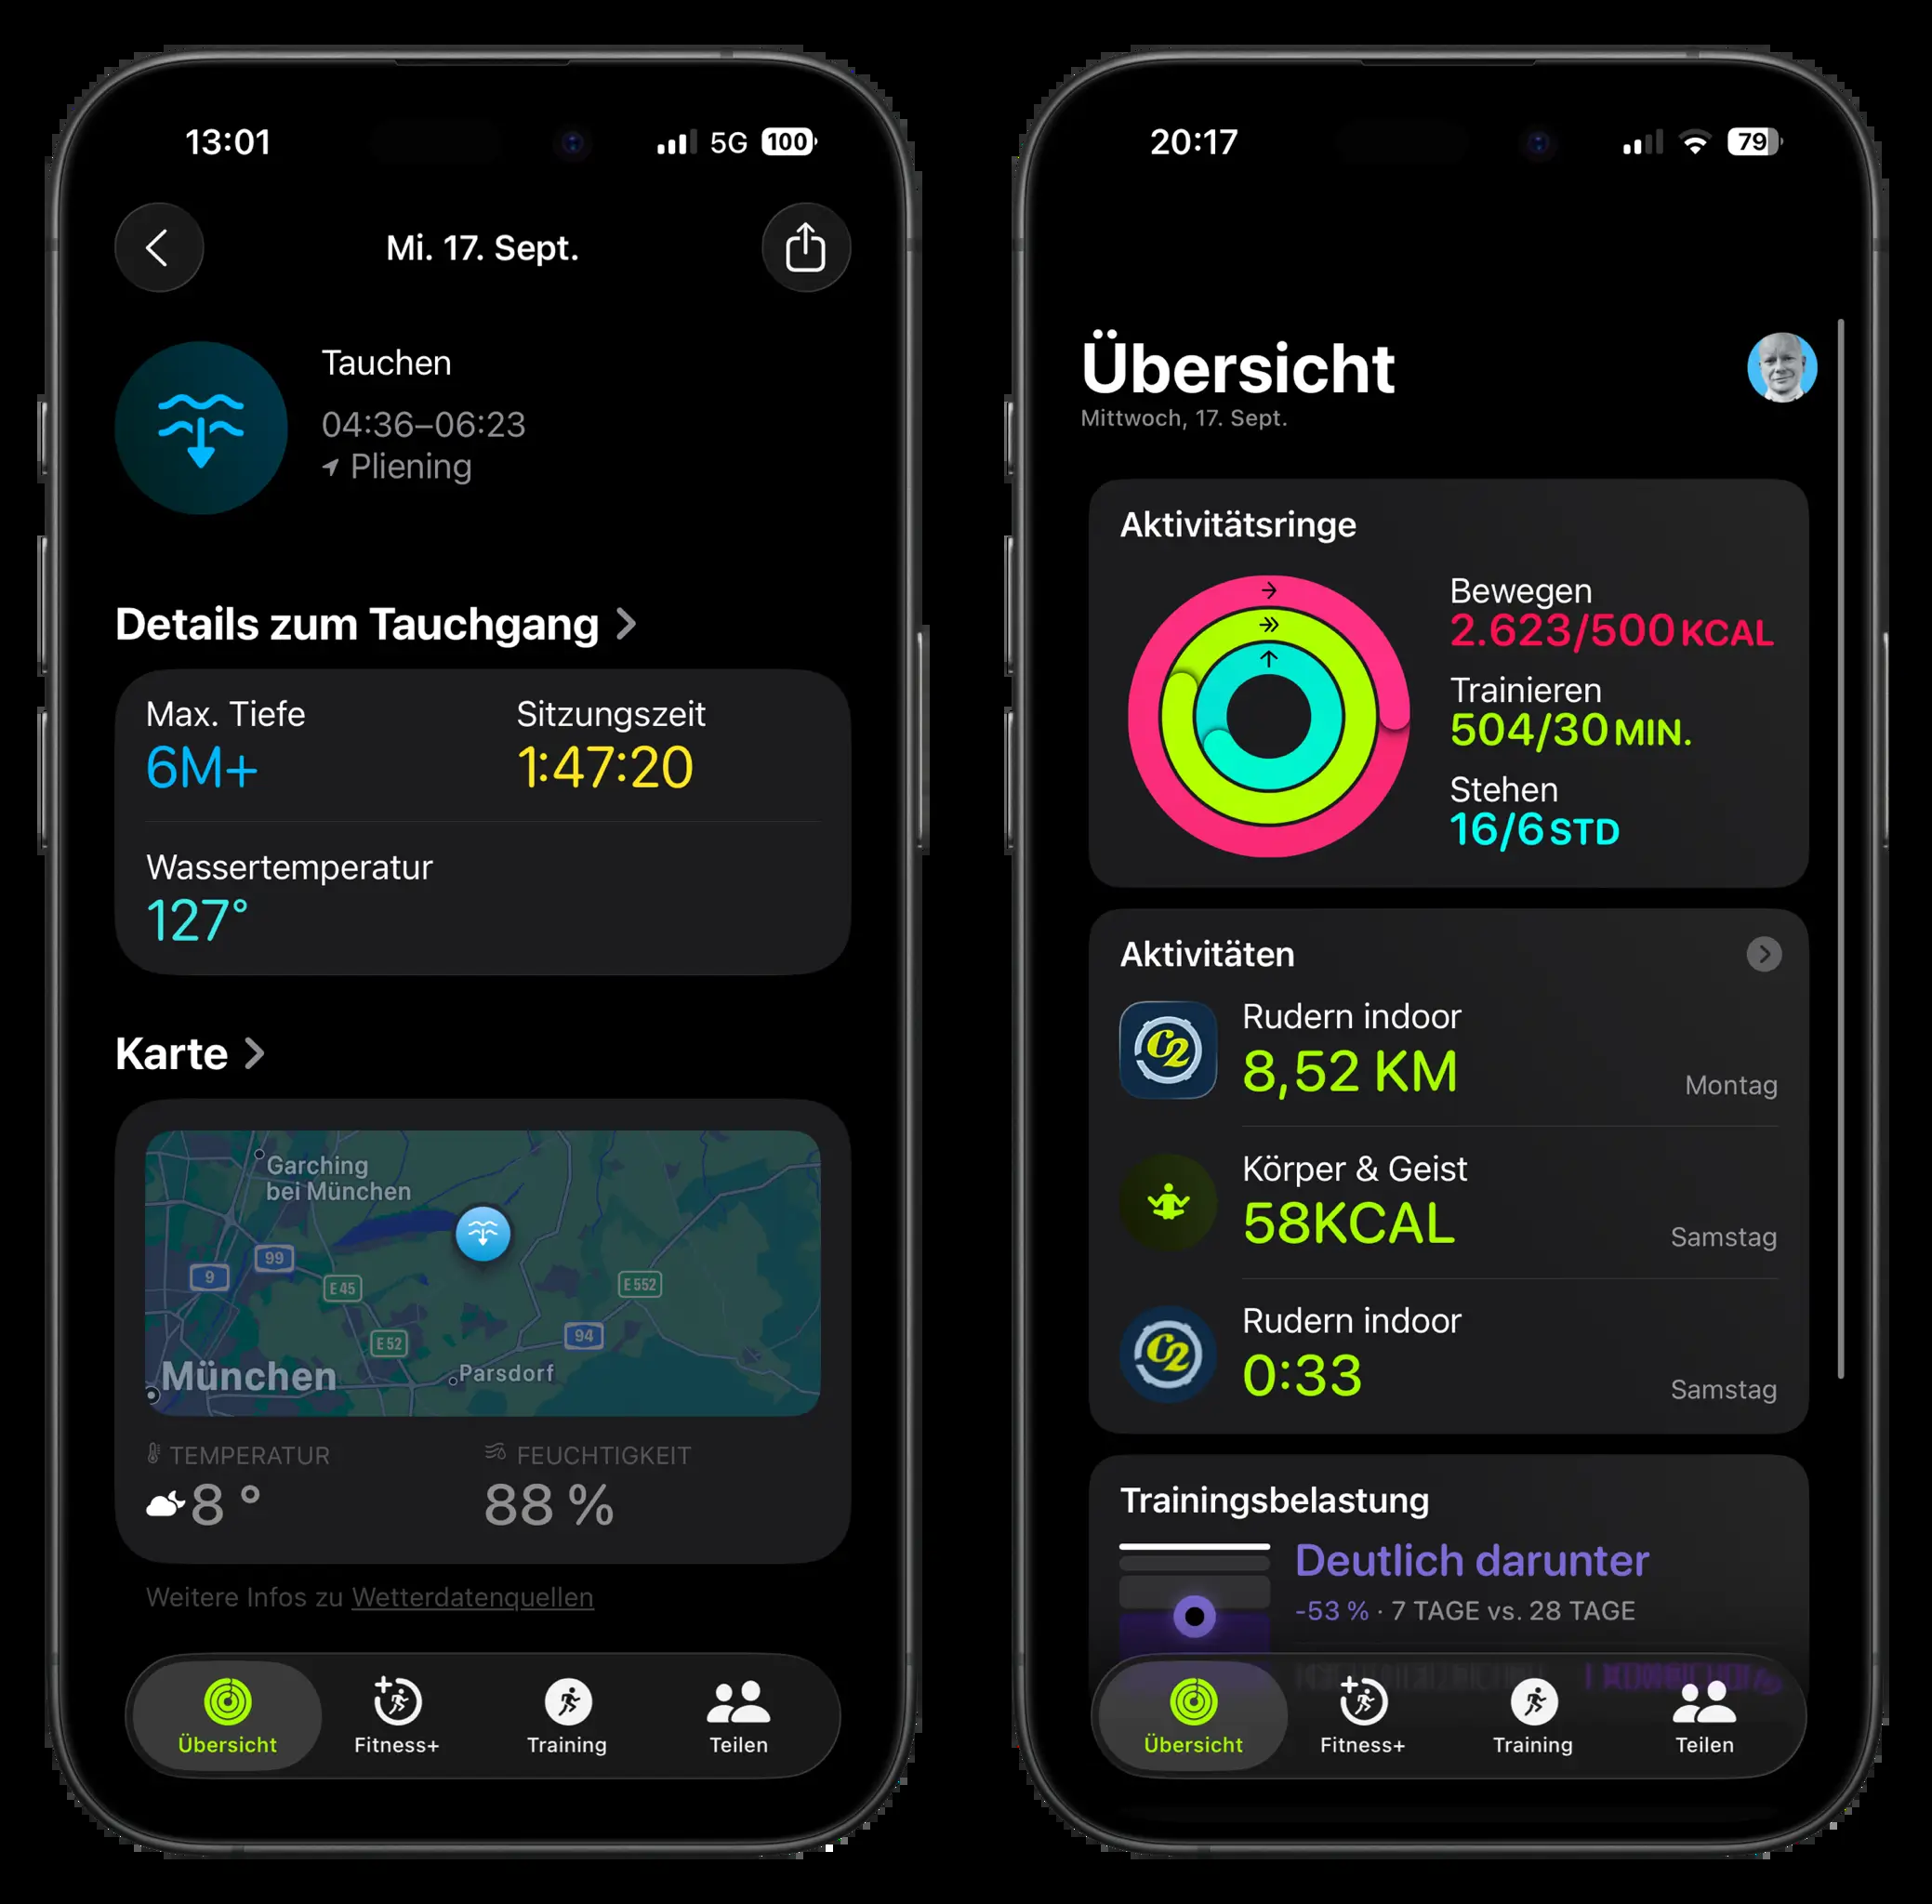 13:01
5G
100
Mi. 17. Sept.
Tauchen
04:36–06:23
Pliening
Details zum Tauchgang
Max. Tiefe
6M+
Sitzungszeit
1:47:20
Wassertemperatur
127°
Karte
Garching
bei München
99
9
E 45
E 552
E 52
94
München
Parsdorf
TEMPERATUR
8 °
FEUCHTIGKEIT
88 %
Weitere Infos zu Wetterdatenquellen
Übersicht
Fitness+
Training
Teilen
20:17
79
Übersicht
Mittwoch, 17. Sept.
Aktivitätsringe
Bewegen
2.623/500 KCAL
Trainieren
504/30 MIN.
Stehen
16/6 STD
Aktivitäten
C2
Rudern indoor
8,52 KM
Montag
Körper & Geist
58KCAL
Samstag
C2
Rudern indoor
0:33
Samstag
Trainingsbelastung
Deutlich darunter
-53 % · 7 TAGE vs. 28 TAGE
Übersicht
Fitness+
Training
Teilen